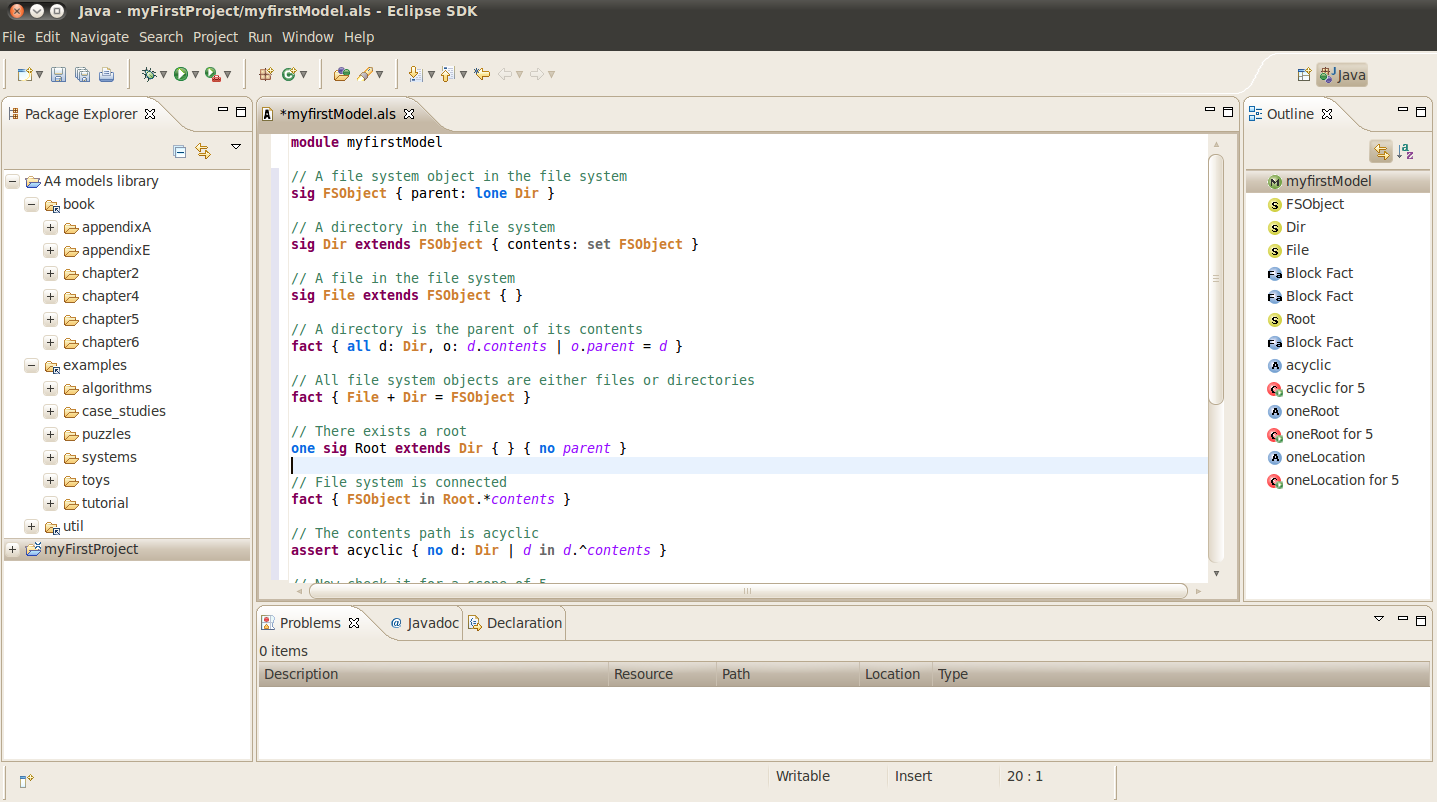 Java - myFirstProject/myfirstModel.als - Eclipse SDK
File Edit Navigate Search Project Run Window Help
Java
Package Explorer
A4 models library
book
appendixA
appendixE
chapter2
chapter4
chapter5
chapter6
examples
algorithms
case_studies
puzzles
systems
toys
tutorial
util
myFirstProject
*myfirstModel.als
module myfirstModel
// A file system object in the file system
sig FSObject { parent: lone Dir }
// A directory in the file system
sig Dir extends FSObject { contents: set FSObject }
// A file in the file system
sig File extends FSObject { }
// A directory is the parent of its contents
fact { all d: Dir, o: d.contents | o.parent = d }
// All file system objects are either files or directories
fact { File + Dir = FSObject }
// There exists a root
one sig Root extends Dir { } { no parent }
// File system is connected
fact { FSObject in Root.*contents }
// The contents path is acyclic
assert acyclic { no d: Dir | d in d.^contents }
// Now check it for a scope of 5
Outline
myfirstModel
FSObject
Dir
File
Block Fact
Block Fact
Root
Block Fact
acyclic
acyclic for 5
oneRoot
oneRoot for 5
oneLocation
oneLocation for 5
Problems @ Javadoc Declaration
0 items
Description Resource Path Location Type
Writable Insert 20 : 1